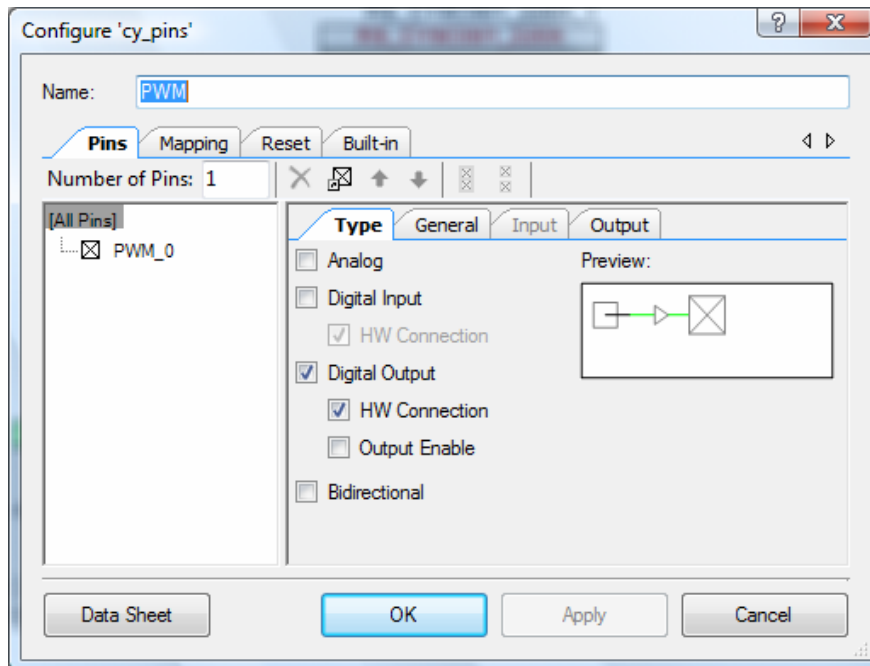 Configure 'cy_pins'
Name: PWM
Pins Mapping Reset Built-in
Number of Pins: 1
[All Pins]
PWM_0
Type General Input Output
Analog
Preview:
Digital Input
HW Connection
Digital Output
HW Connection
Output Enable
Bidirectional
Data Sheet OK Apply Cancel